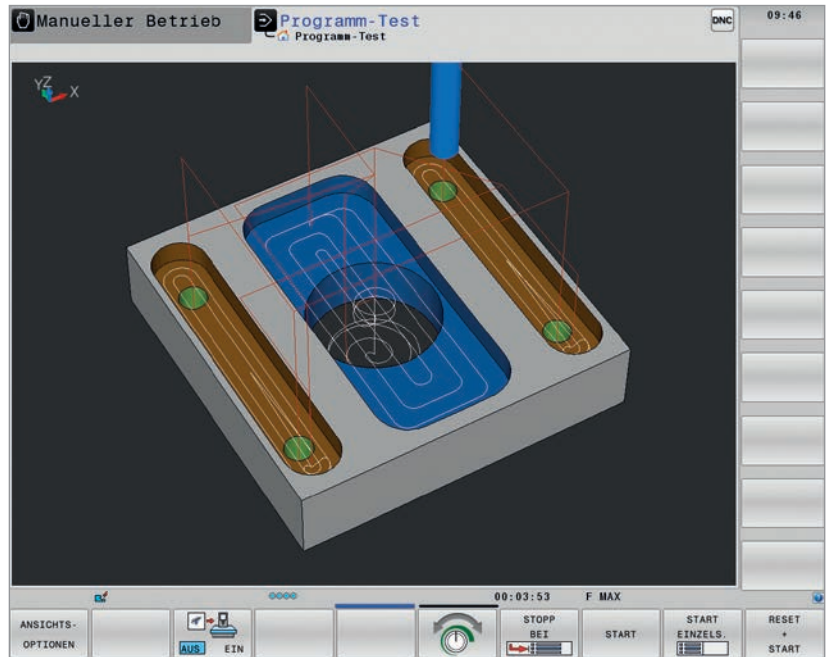 Manueller Betrieb
Programm-Test
Programm-Test
DNC
09:46
YZ X
00:03:53 F MAX
ANSICHTS-
OPTIONEN
AUS EIN
STOPP
BEI
START
START
EINZELS.
RESET
+
START